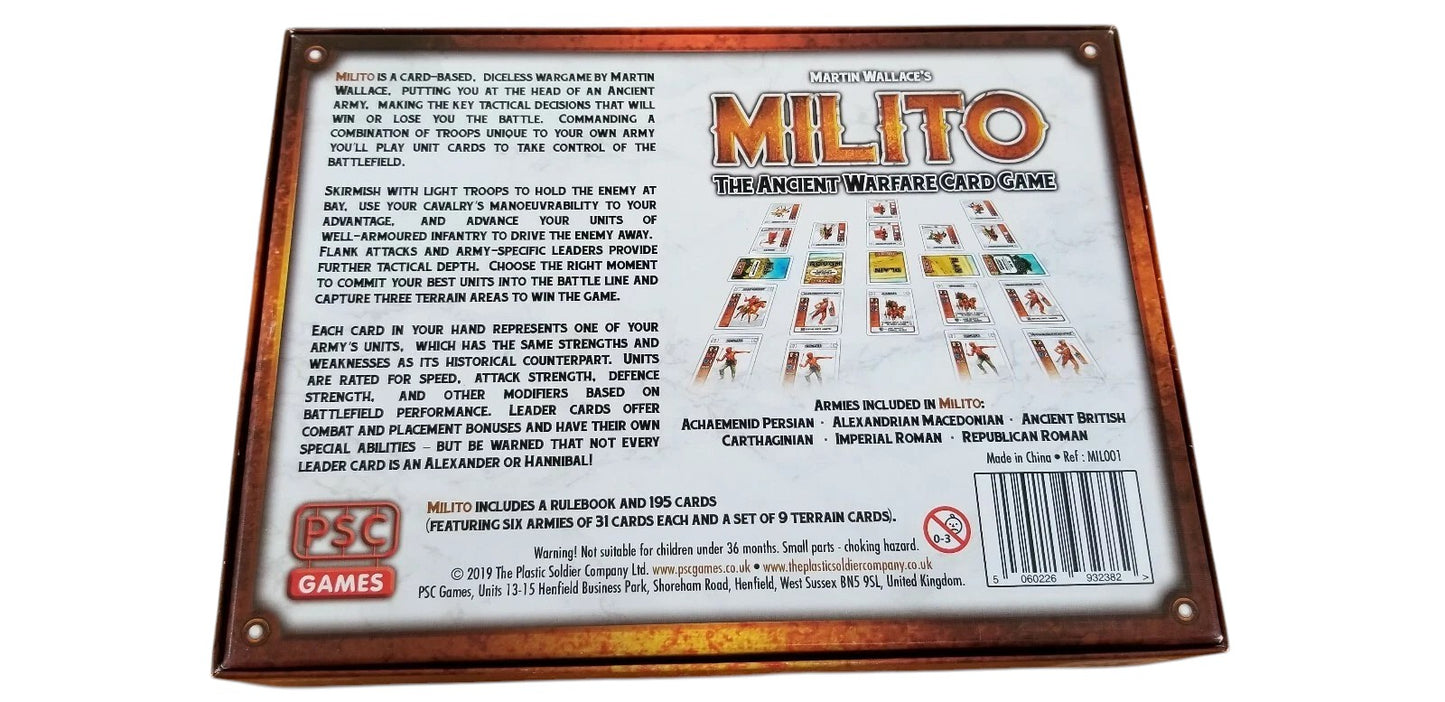 MILITO IS A CARD-BASED, DICELESS WARGAME BY MARTIN
WALLACE, PUTTING YOU AT THE HEAD OF AN ANCIENT
ARMY, MAKING THE KEY TACTICAL DECISIONS THAT WILL
WIN OR LOSE YOU THE BATTLE. COMMANDING A
COMBINATION OF TROOPS UNIQUE TO YOUR OWN ARMY
YOU'LL PLAY UNIT CARDS TO TAKE CONTROL OF THE
BATTLEFIELD.
SKIRMISH WITH LIGHT TROOPS TO HOLD THE ENEMY AT
BAY, USE YOUR CAVALRY'S MANOEUVRABILITY TO YOUR
ADVANTAGE, AND ADVANCE YOUR UNITS OF
WELL-ARMOURED INFANTRY TO DRIVE THE ENEMY AWAY.
FLANK ATTACKS AND ARMY-SPECIFIC LEADERS PROVIDE
FURTHER TACTICAL DEPTH. CHOOSE THE RIGHT MOMENT
TO COMMIT YOUR BEST UNITS INTO THE BATTLE LINE AND
CAPTURE THREE TERRAIN AREAS TO WIN THE GAME.
EACH CARD IN YOUR HAND REPRESENTS ONE OF YOUR
ARMY'S UNITS, WHICH HAS THE SAME STRENGTHS AND
WEAKNESSES AS ITS HISTORICAL COUNTERPART. UNITS
ARE RATED FOR SPEED, ATTACK STRENGTH, DEFENCE
STRENGTH, AND OTHER MODIFIERS BASED ON
BATTLEFIELD PERFORMANCE. LEADER CARDS OFFER
COMBAT AND PLACEMENT BONUSES AND HAVE THEIR OWN
SPECIAL ABILITIES – BUT BE WARNED THAT NOT EVERY
LEADER CARD IS AN ALEXANDER OR HANNIBAL!
MARTIN WALLACE'S
MILITO
THE ANCIENT WARFARE CARD GAME
PLAIN
ARMIES INCLUDED IN MILITO:
ACHAEMENID PERSIAN · ALEXANDRIAN MACEDONIAN · ANCIENT BRITISH
CARTHAGINIAN · IMPERIAL ROMAN · REPUBLICAN ROMAN
Made in China • Ref : MIL001
PSC
GAMES
MILITO INCLUDES A RULEBOOK AND 195 CARDS
(FEATURING SIX ARMIES OF 31 CARDS EACH AND A SET OF 9 TERRAIN CARDS).
Warning! Not suitable for children under 36 months. Small parts - choking hazard.
© 2019 The Plastic Soldier Company Ltd. www.pscgames.co.uk • www.theplasticsoldiercompany.co.uk
PSC Games, Units 13-15 Henfield Business Park, Shoreham Road, Henfield, West Sussex BN5 9SL, United Kingdom.
0-3
5 060226 932382 >